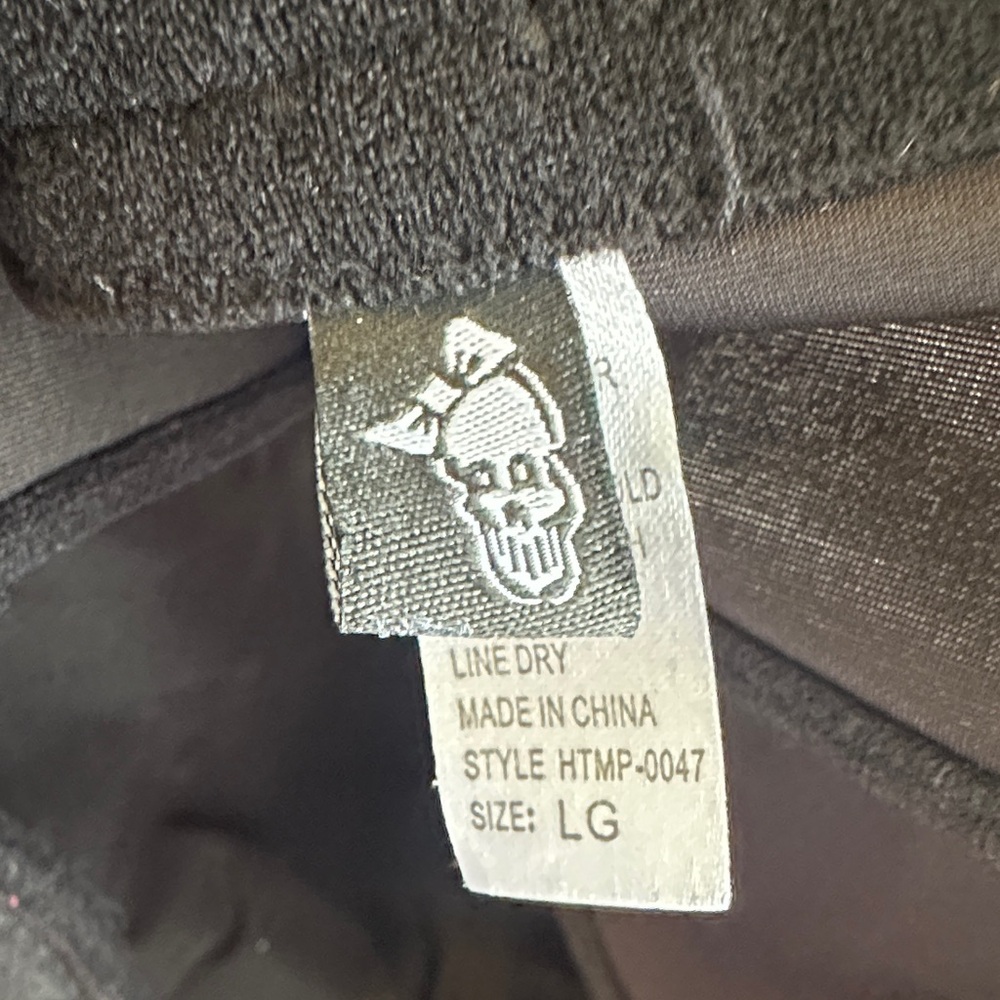 LINE DRY
MADE IN CHINA
STYLE HTMP-0047
SIZE: LG